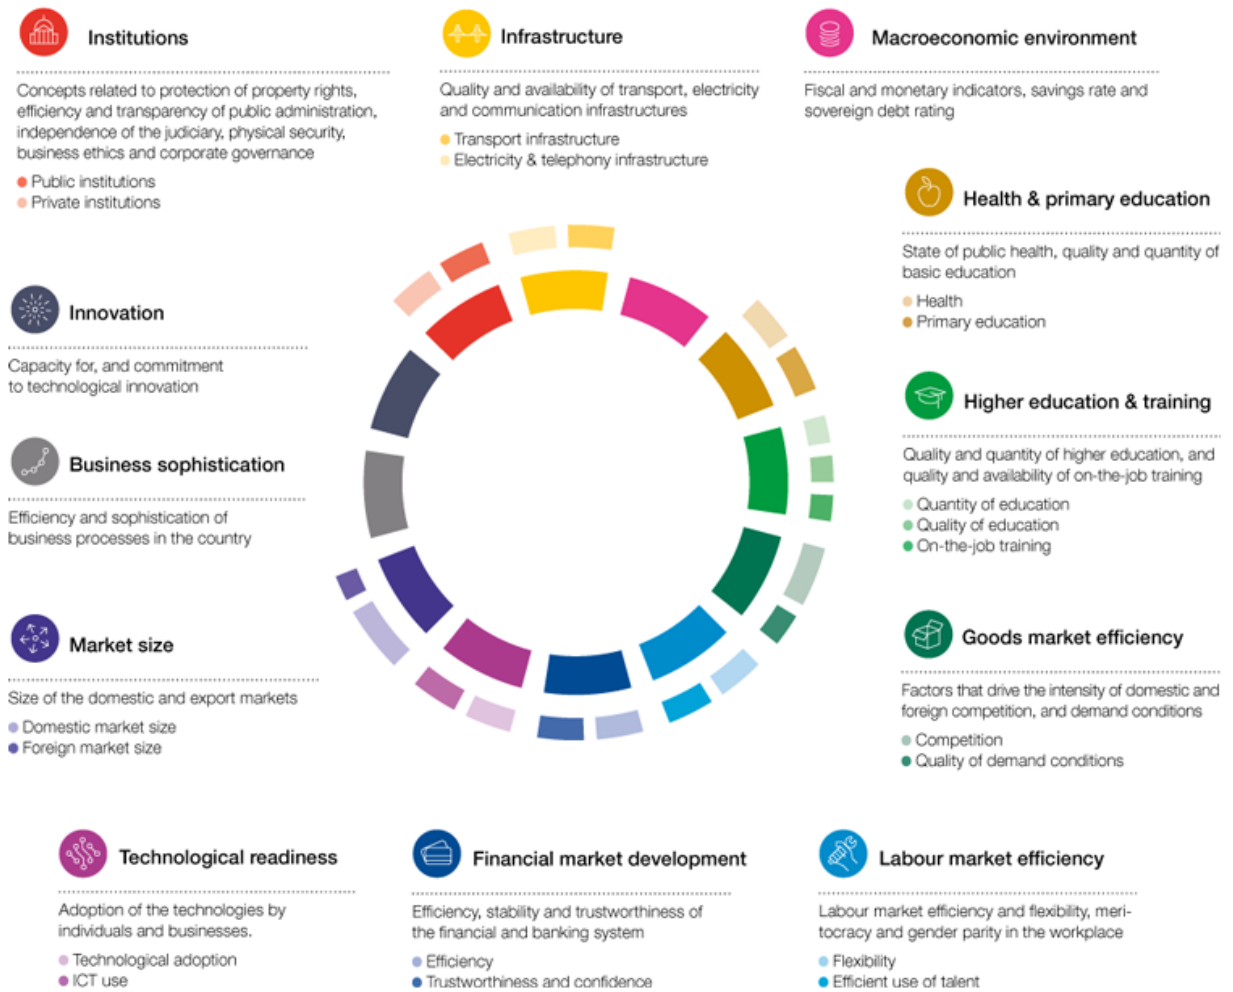 Institutions
Concepts related to protection of property rights,
efficiency and transparency of public administration,
independence of the judiciary, physical security,
business ethics and corporate governance
Public institutions
Private institutions
Infrastructure
Quality and availability of transport, electricity
and communication infrastructures
Transport infrastructure
Electricity & telephony infrastructure
Macroeconomic environment
Fiscal and monetary indicators, savings rate and
sovereign debt rating
Health & primary education
State of public health, quality and quantity of
basic education
Health
Primary education
Higher education & training
Quality and quantity of higher education, and
quality and availability of on-the-job training
Quantity of education
Quality of education
On-the-job training
Goods market efficiency
Factors that drive the intensity of domestic and
foreign competition, and demand conditions
Competition
Quality of demand conditions
Labour market efficiency
Labour market efficiency and flexibility, meri-
tocracy and gender parity in the workplace
Flexibility
Efficient use of talent
Financial market development
Efficiency, stability and trustworthiness of
the financial and banking system
Efficiency
Trustworthiness and confidence
Technological readiness
Adoption of the technologies by
individuals and businesses.
Technological adoption
ICT use
Market size
Size of the domestic and export markets
Domestic market size
Foreign market size
Business sophistication
Efficiency and sophistication of
business processes in the country
Innovation
Capacity for, and commitment
to technological innovation